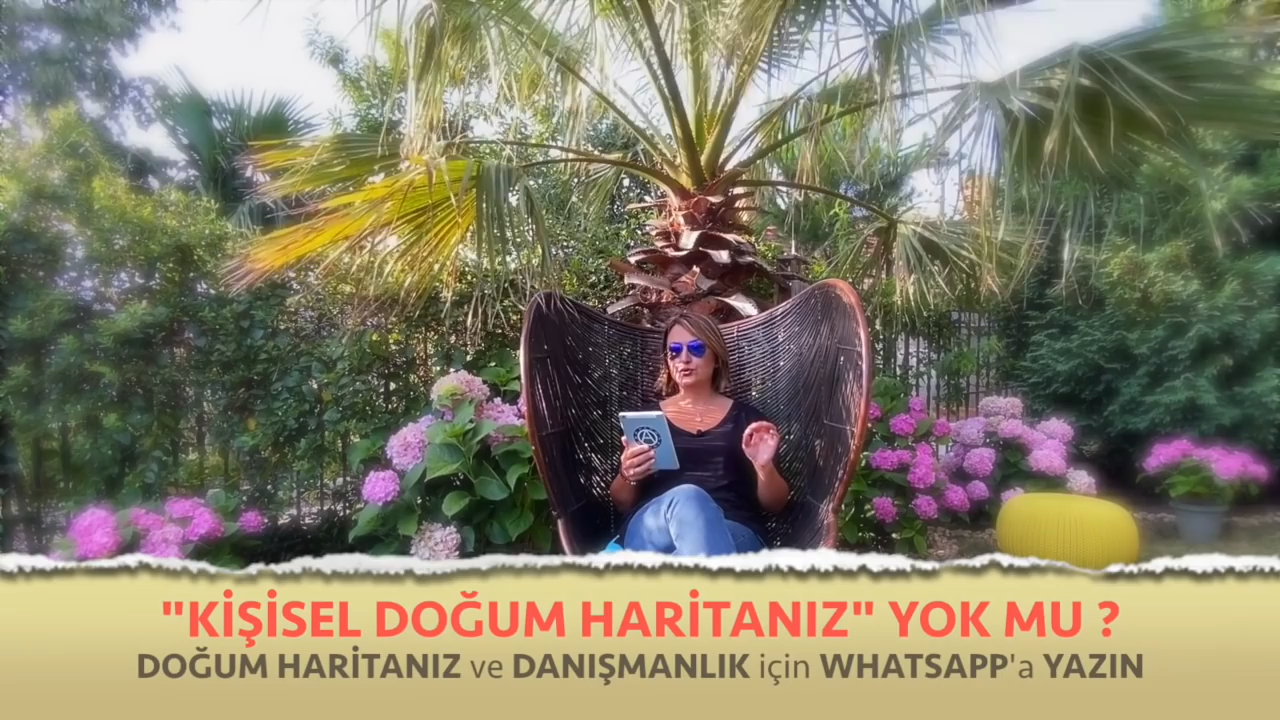 "KİŞİSEL DOĞUM HARİTANIZ" YOK MU ?
DOĞUM HARİTANIZ ve DANIŞMANLIK için WHATSAPP'a YAZIN